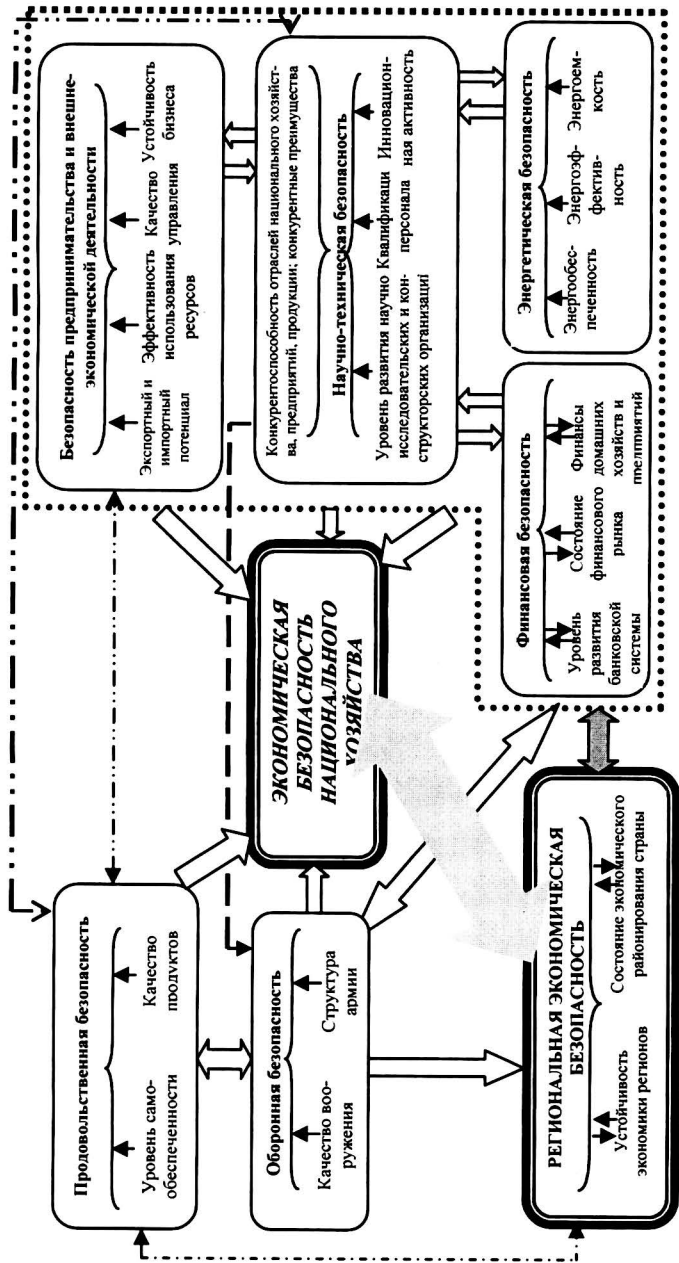 Продовольственная безопасность
Уровень само-
обеспеченности
Качество
продуктов
Оборонная безопасность
Качество воо-
ружения
Структура
армии
РЕГИОНАЛЬНАЯ ЭКОНОМИЧЕСКАЯ
БЕЗОПАСНОСТЬ
Устойчивость
экономики регионов
Состояние экономического
районирования страны
ЭКОНОМИЧЕСКАЯ
БЕЗОПАСНОСТЬ
НАЦИОНАЛЬНОГО
ХОЗЯЙСТВА
Безопасность предпринимательства и внешне-
экономической деятельности
Экспортный и
импортный
потенциал
Эффективность
использования
ресурсов
Качество
управления
Устойчивость
бизнеса
Конкурентоспособность отраслей национального хозяйст-
ва, предприятий, продукции; конкурентные преимущества
Научно-техническая безопасность
Уровень развития научно
исследовательских и кон-
структорских организаці
Квалификаци
персонала
Инновацион-
ная активность
Финансовая безопасность
Уровень
развития
банковской
системы
Состояние
финансового
рынка
Финансы
домашних
хозяйств и
предприятий
Энергетическая безопасность
Энергообес-
печенность
Энергоэф-
фектив-
ность
Энергоем-
кость